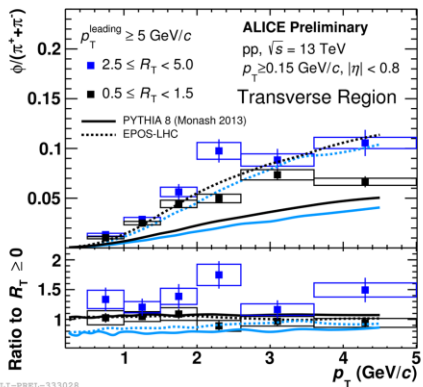 ϕ/(π⁺+π⁻)
0.2
0.15
0.1
0.05
p_T^leading ≥ 5 GeV/c
2.5 ≤ R_T < 5.0
0.5 ≤ R_T < 1.5
PYTHIA 8 (Monash 2013)
EPOS-LHC
ALICE Preliminary
pp, √s = 13 TeV
p_T≥0.15 GeV/c, |η| < 0.8
Transverse Region
Ratio to R_T ≥ 0
2
1.5
1
1 2 3 4 5
p_T (GeV/c)